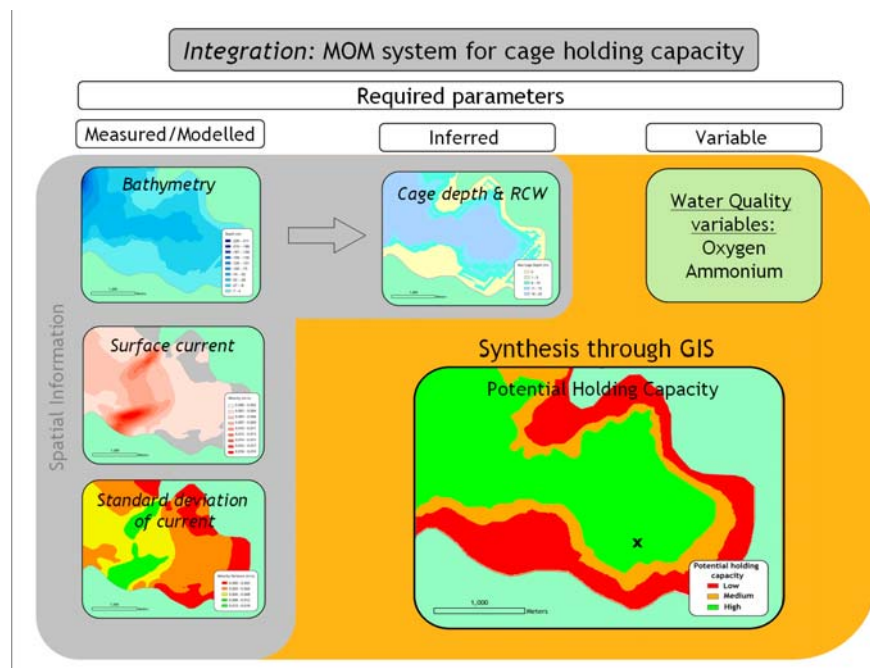 Integration: MOM system for cage holding capacity
Required parameters
Measured/Modelled
Inferred
Variable
Spatial Information
Bathymetry
Cage depth & RCW
Water Quality
variables:
Oxygen
Ammonium
Surface current
Standard deviation
of current
Synthesis through GIS
Potential Holding Capacity
x
Potential holding
capacity
Low
Medium
High
1,000
Meters